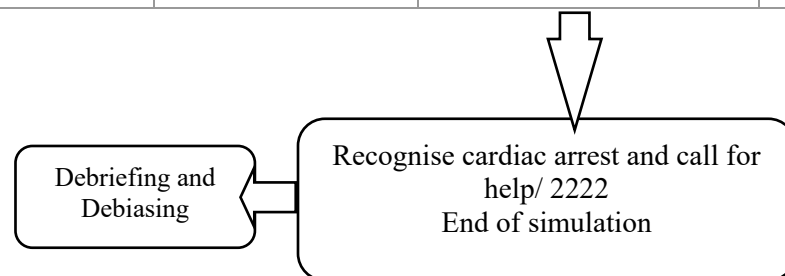 Recognise cardiac arrest and call for
help/ 2222
End of simulation
Debriefing and
Debiasing